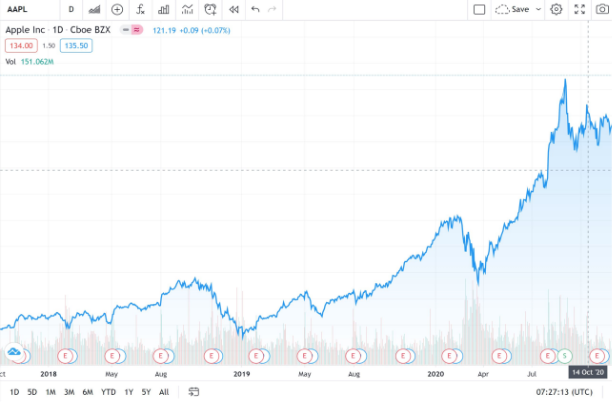 AAPL D Save
Apple Inc · 1D · Cboe BZX 121.19 +0.09 (+0.07%)
134.00 1.50 135.50
Vol 151.062M
E E E E E E E E E E E S E
2018 May Aug 2019 May Aug 2020 Apr Jul 14 Oct '20
1D 5D 1M 3M 6M YTD 1Y 5Y All 07:27:13 (UTC)